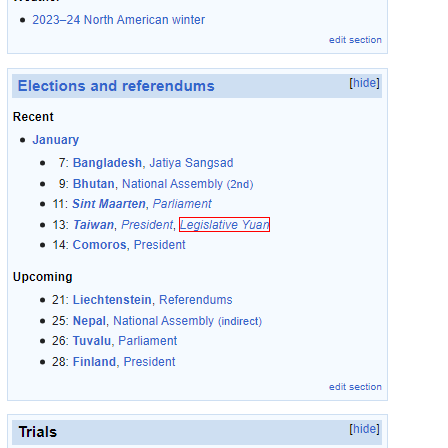 2023–24 North American winter
edit section
Elections and referendums
[hide]
Recent
January
7: Bangladesh, Jatiya Sangsad
9: Bhutan, National Assembly (2nd)
11: Sint Maarten, Parliament
13: Taiwan, President, Legislative Yuan
14: Comoros, President
Upcoming
21: Liechtenstein, Referendums
25: Nepal, National Assembly (indirect)
26: Tuvalu, Parliament
28: Finland, President
edit section
Trials
[hide]